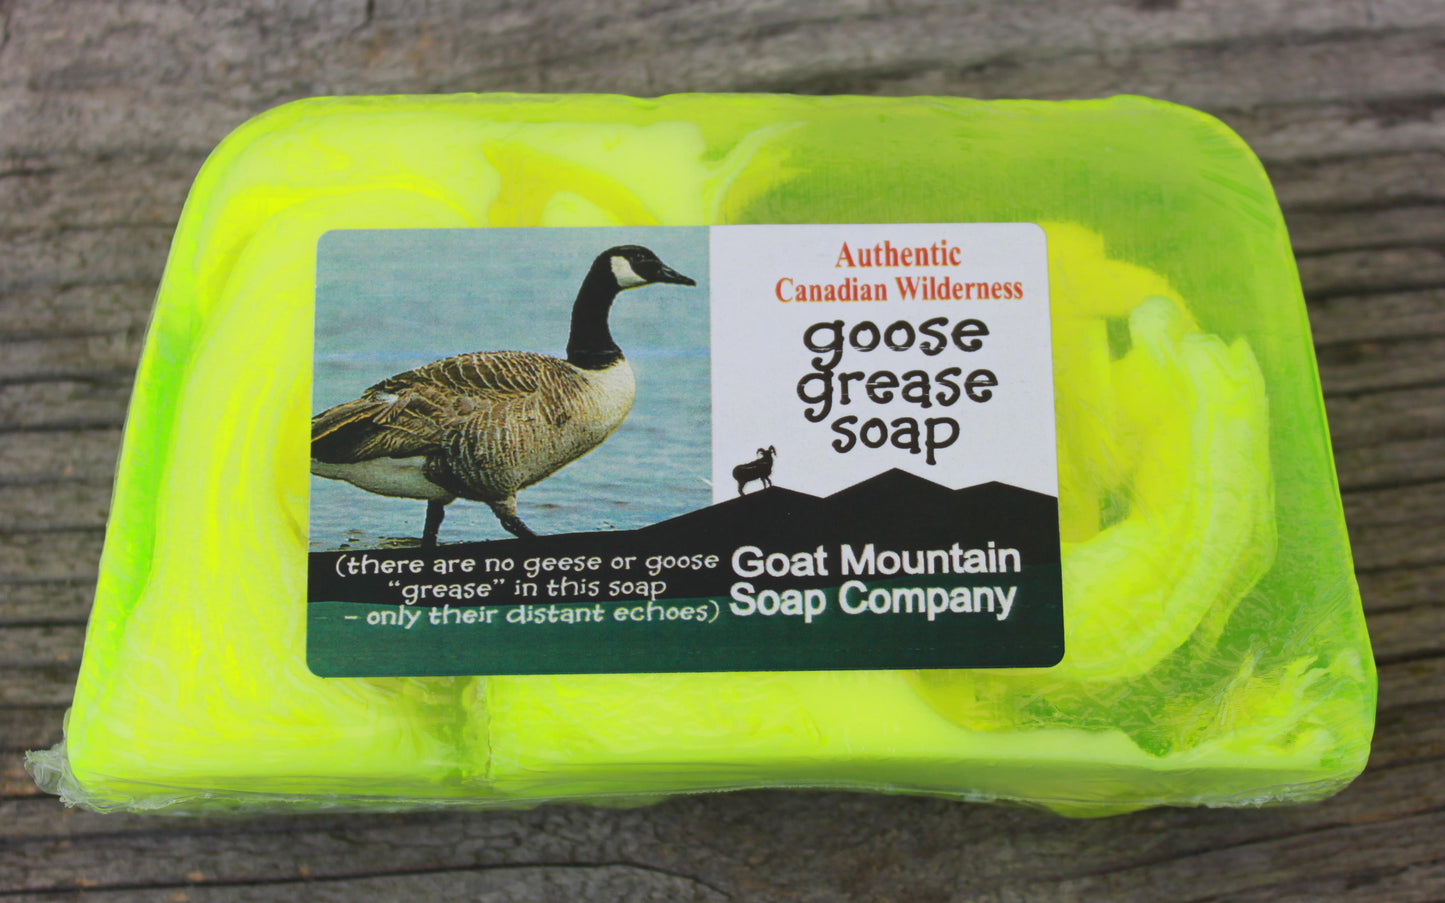 Authentic
Canadian Wilderness
goose
grease
soap
(there are no geese or goose
“grease” in this soap
– only their distant echoes)
Goat Mountain
Soap Company